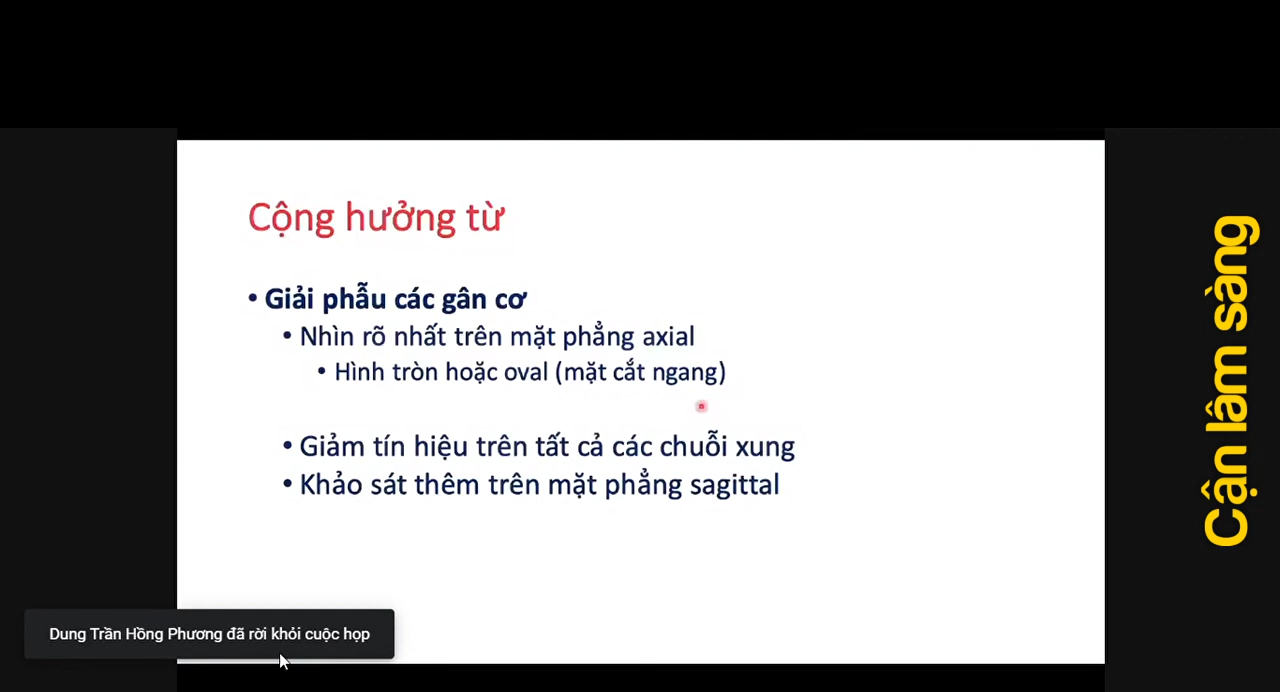 Cộng hưởng từ
• Giải phẫu các gân cơ
• Nhìn rõ nhất trên mặt phẳng axial
• Hình tròn hoặc oval (mặt cắt ngang)
• Giảm tín hiệu trên tất cả các chuỗi xung
• Khảo sát thêm trên mặt phẳng sagittal
Cận lâm sàng
Dung Trần Hồng Phương đã rời khỏi cuộc họp